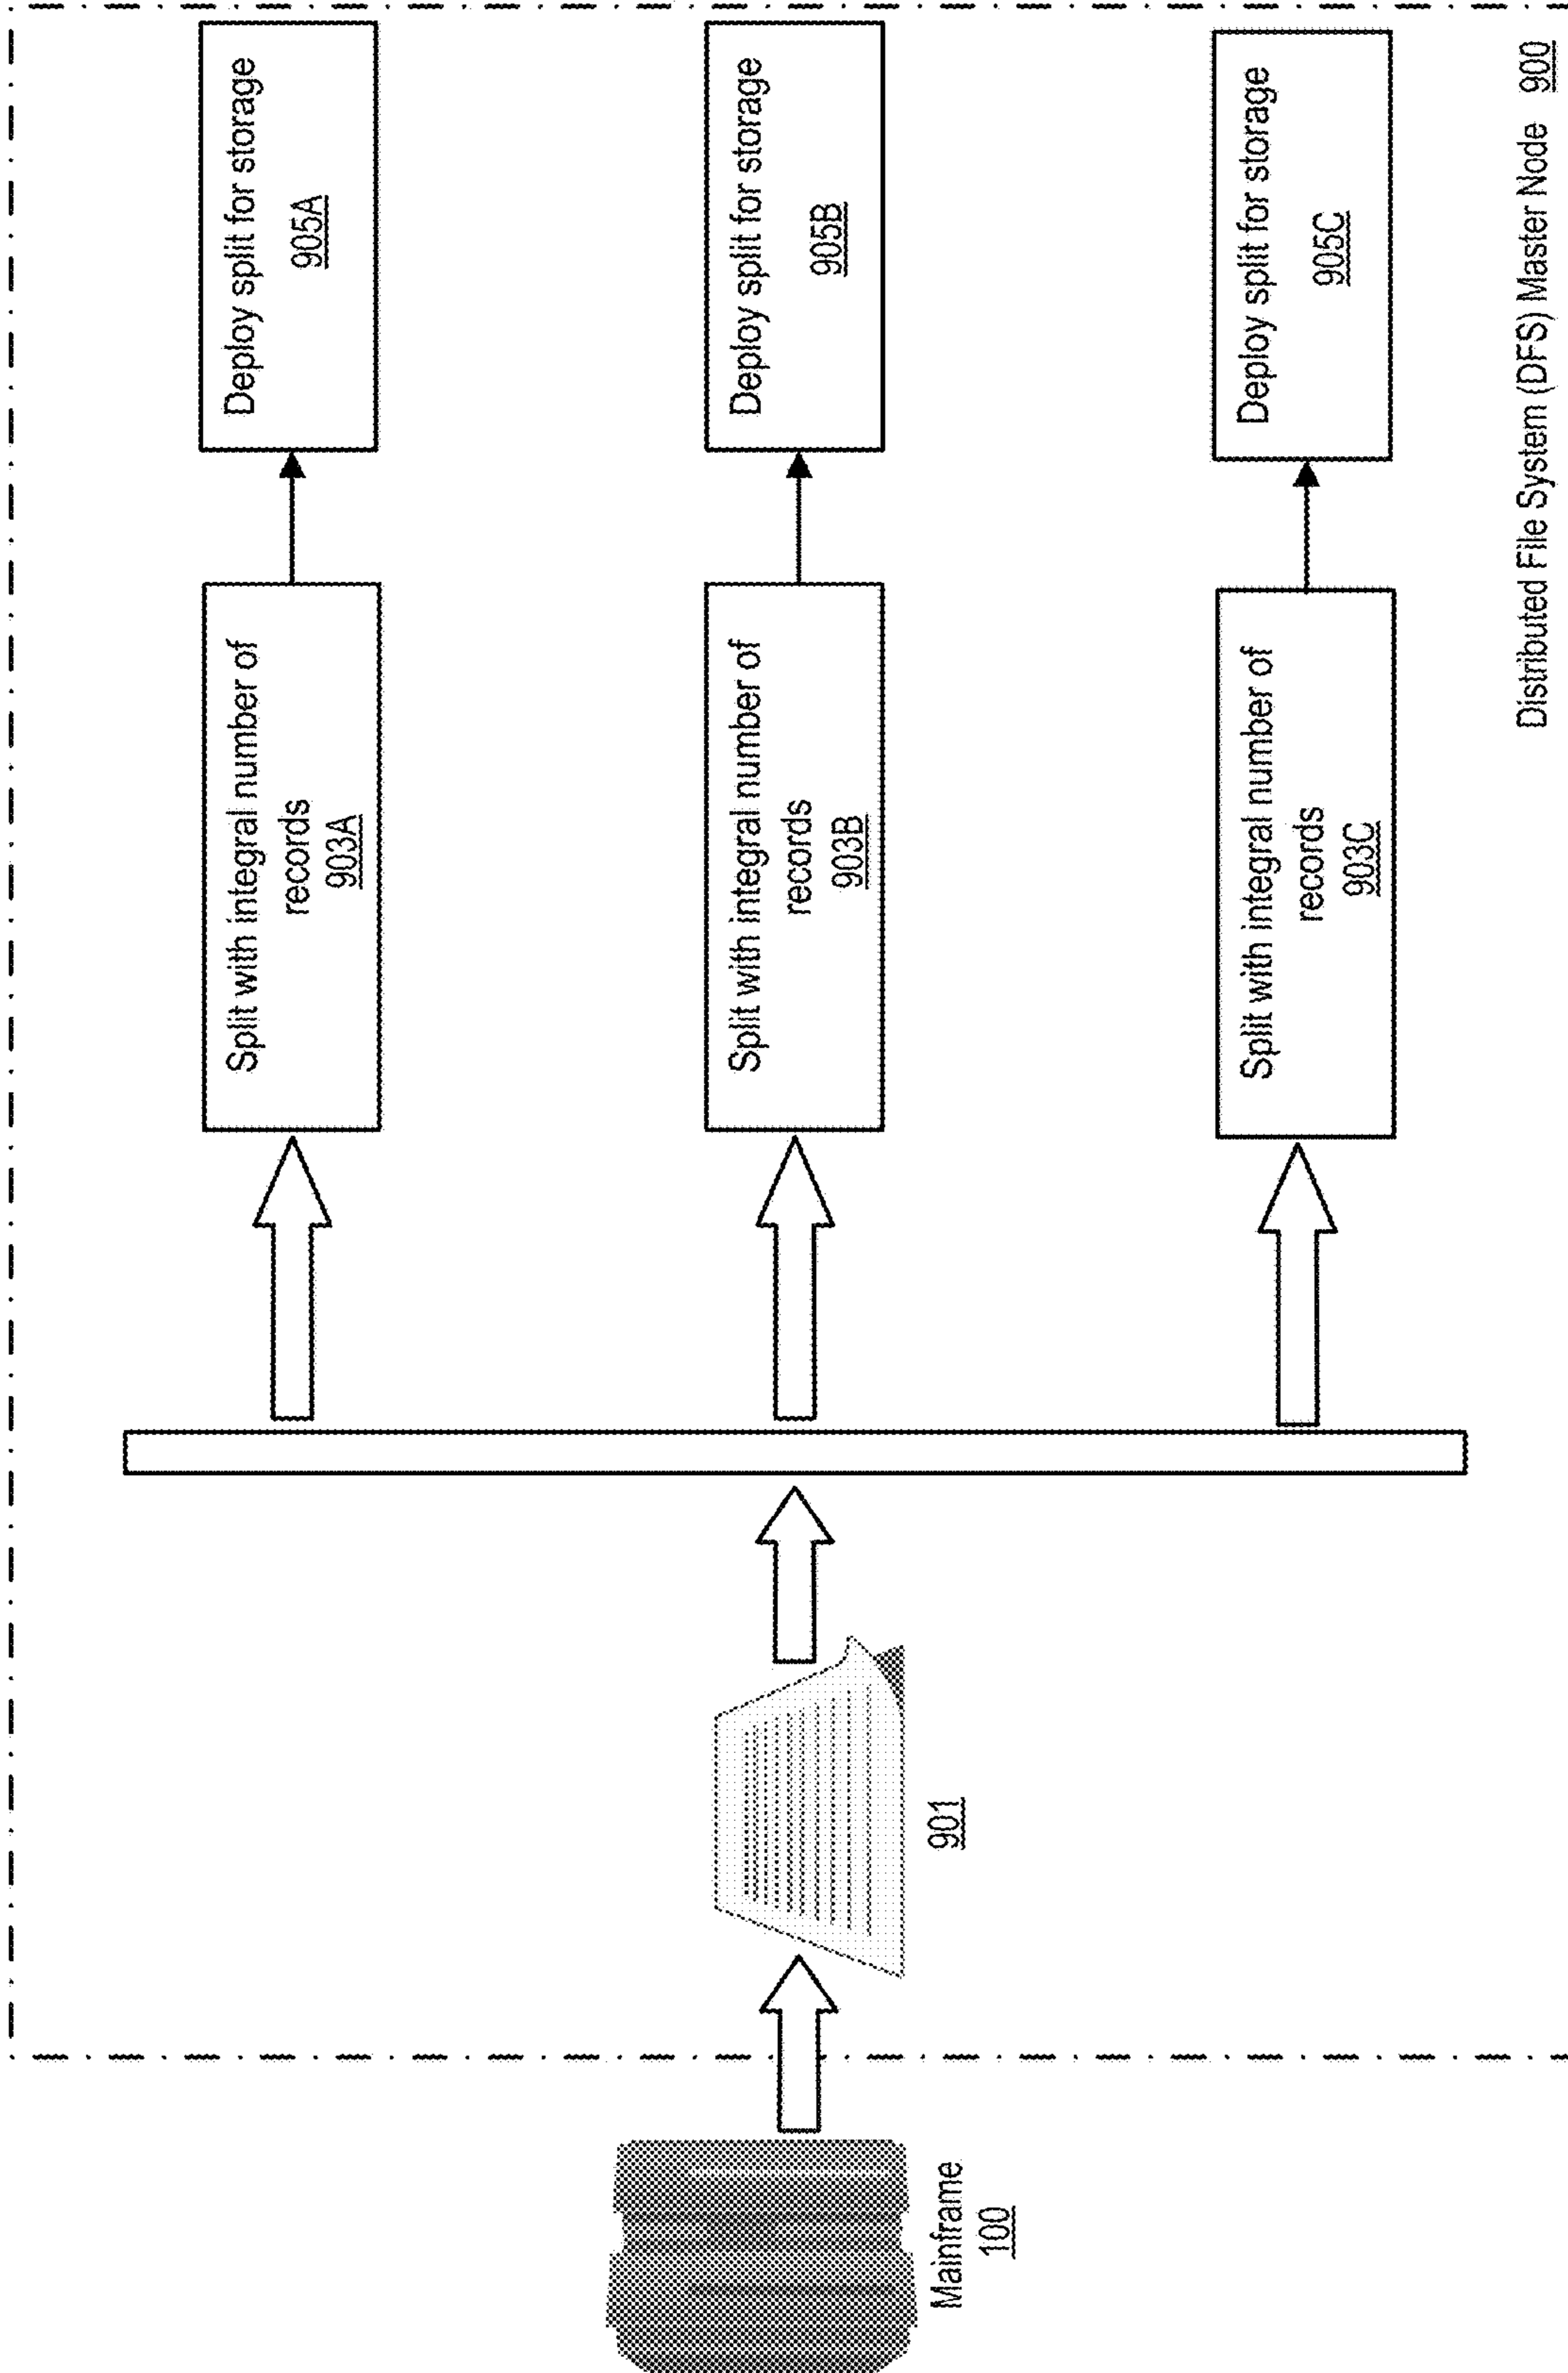 Mainframe
100
901
Split with integral number of
records
903A
Deploy split for storage
905A
Split with integral number of
records
903B
Deploy split for storage
905B
Split with integral number of
records
903C
Deploy split for storage
905C
Distributed File System (DFS) Master Node 900